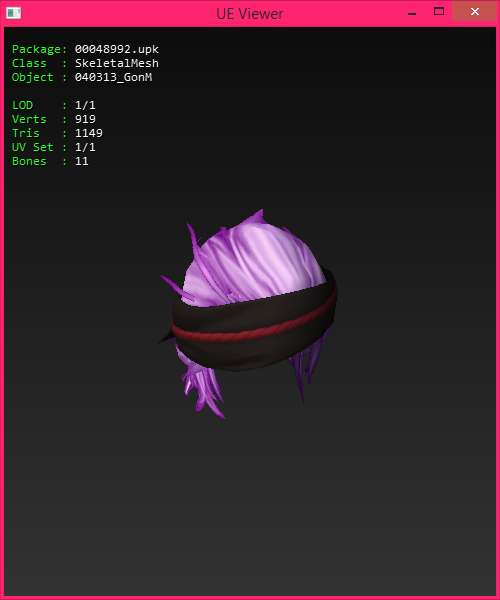 UE Viewer
Package: 00048992.upk
Class  : SkeletalMesh
Object : 040313_GonM
LOD    : 1/1
Verts  : 919
Tris   : 1149
UV Set : 1/1
Bones  : 11